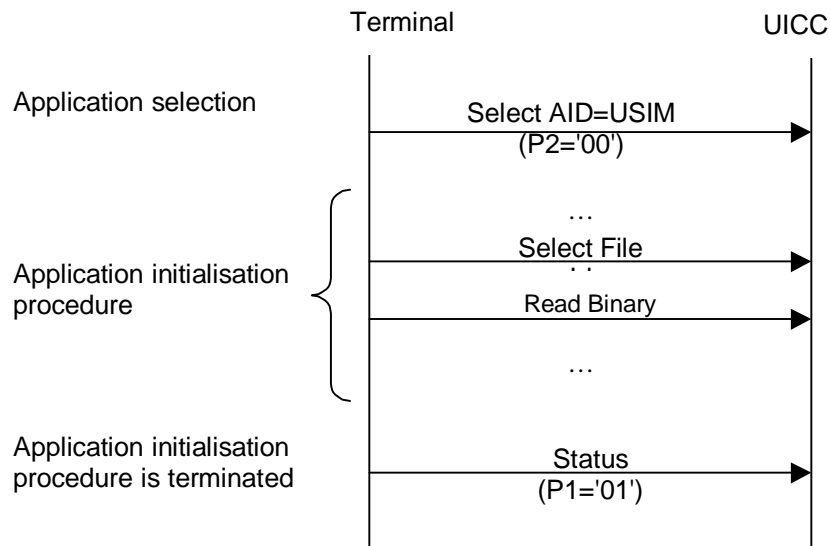 Terminal
UICC
Application selection
Select AID=USIM
(P2='00')
...
Select File
. .
Application initialisation
procedure
Read Binary
...
Application initialisation
procedure is terminated
Status
(P1='01')